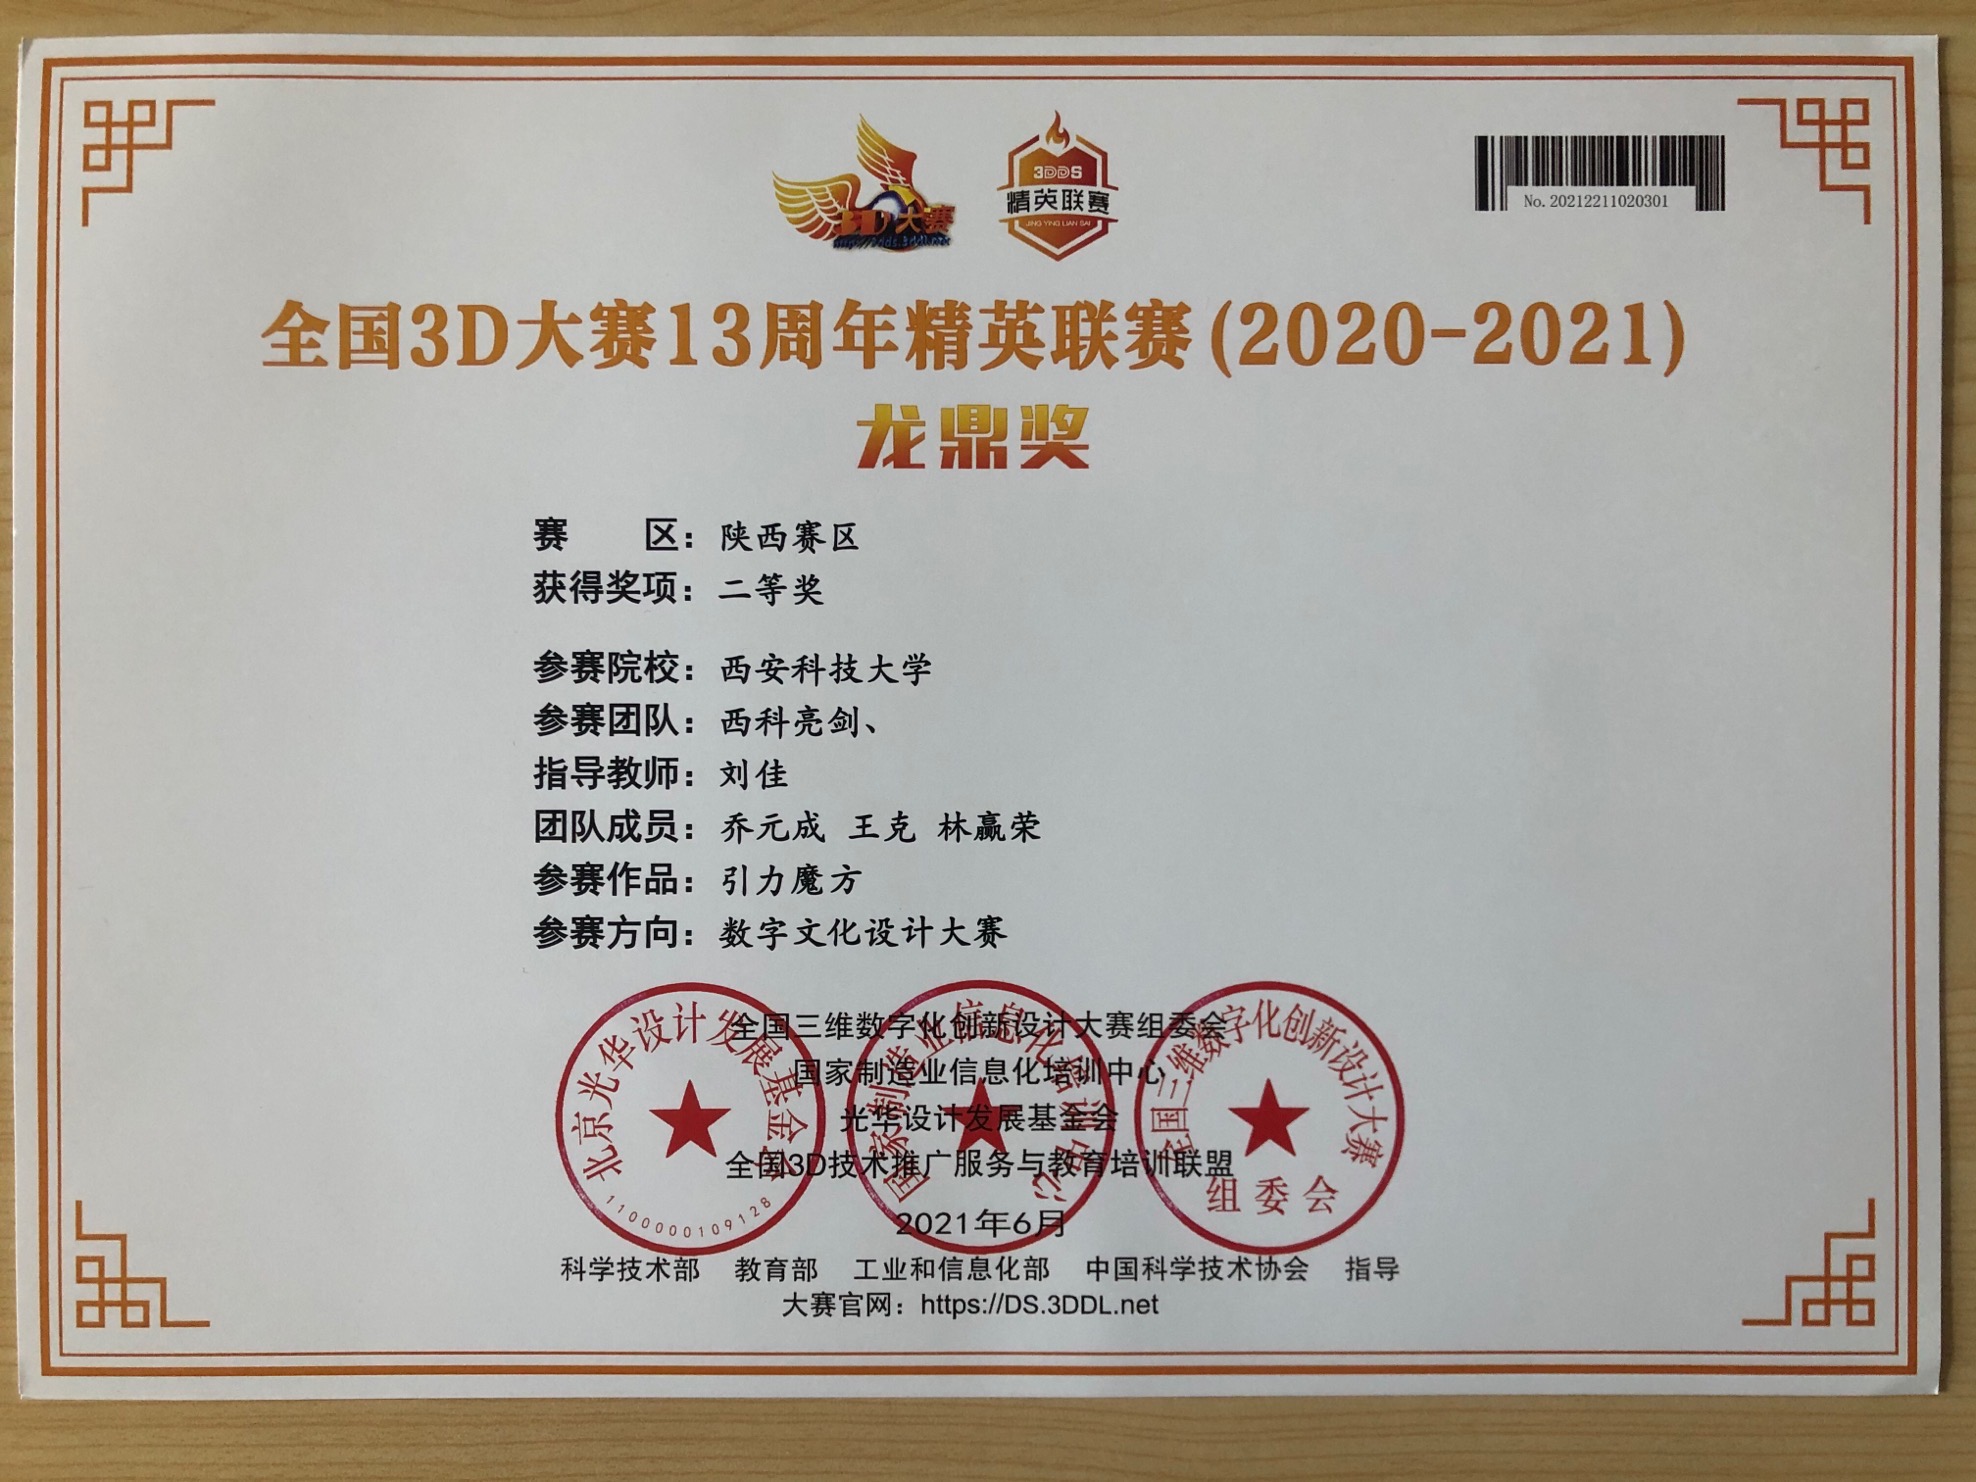 3D大赛
3DDS
精英联赛
JING YING LIAN SAI
No. 20212211020301
全国3D大赛13周年精英联赛(2020-2021)
龙鼎奖
赛区：陕西赛区
获得奖项：二等奖
参赛院校：西安科技大学
参赛团队：西科亮剑、
指导教师：刘佳
团队成员：乔元成 王克 林赢荣
参赛作品：引力魔方
参赛方向：数字文化设计大赛
全国三维数字化创新设计大赛组委会
国家制造业信息化培训中心
光华设计发展基金会
全国3D技术推广服务与教育培训联盟
2021年6月
北京光华设计发展基金会
1100000109128
国家制造业信息化培训中心
全国三维数字化创新设计大赛
组委会
科学技术部 教育部 工业和信息化部 中国科学技术协会 指导
大赛官网：https://DS.3DDL.net